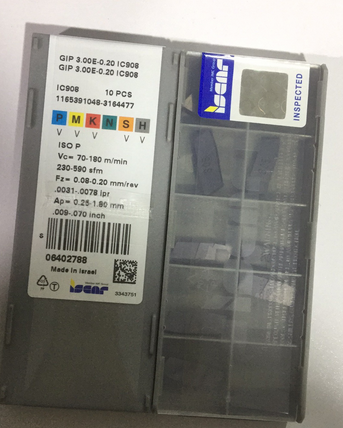 GIP 3.00E-0.20 IC908
GIP 3.00E-0.20 IC908
IC908 10 PCS
1165391048-3164477
P M K N S H
V V V V
ISO P
Vc= 70-180 m/min
230-590 sfm
Fz= 0.08-0.20 mm/rev
.0031-.0078 ipr
Ap= 0.25-1.80 mm
.009-.070 inch
6
06402788
Made in Israel
ISCAR
3343751
ISCAR
INSPECTED